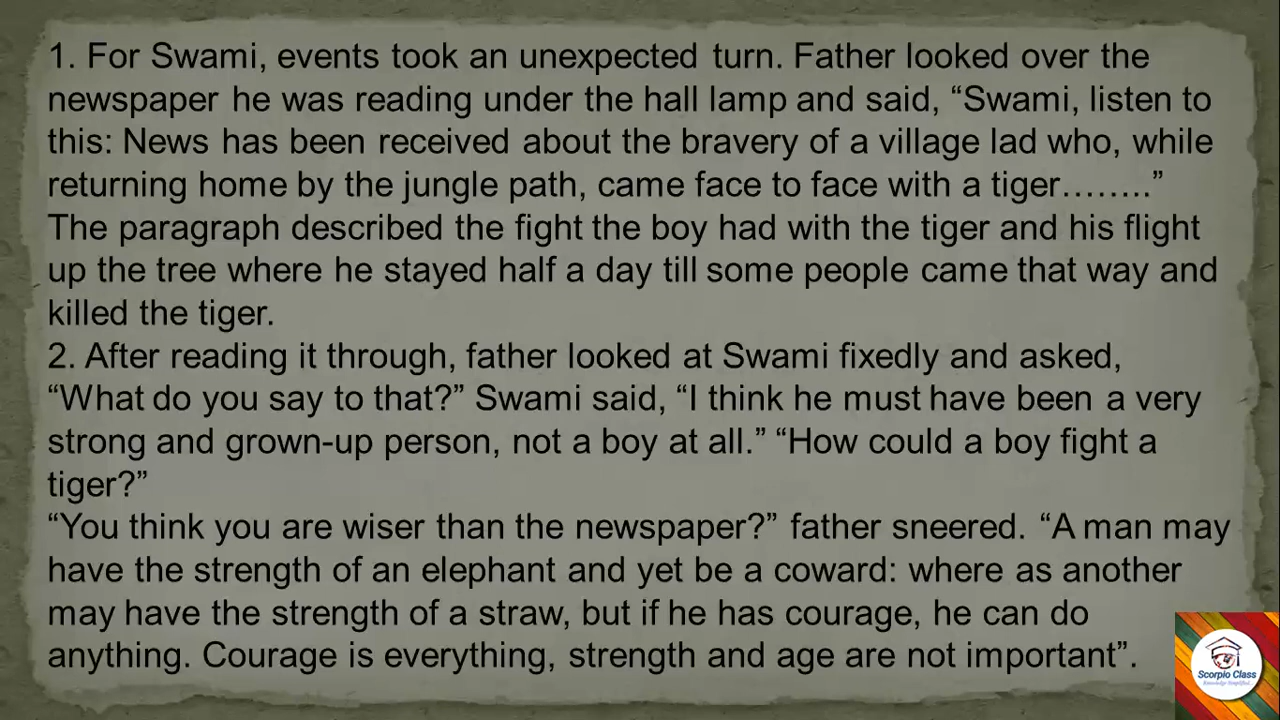 1. For Swami, events took an unexpected turn. Father looked over the
newspaper he was reading under the hall lamp and said, “Swami, listen to
this: News has been received about the bravery of a village lad who, while
returning home by the jungle path, came face to face with a tiger……..”
The paragraph described the fight the boy had with the tiger and his flight
up the tree where he stayed half a day till some people came that way and
killed the tiger.
2. After reading it through, father looked at Swami fixedly and asked,
“What do you say to that?” Swami said, “I think he must have been a very
strong and grown-up person, not a boy at all.” “How could a boy fight a
tiger?”
“You think you are wiser than the newspaper?” father sneered. “A man may
have the strength of an elephant and yet be a coward: where as another
may have the strength of a straw, but if he has courage, he can do
anything. Courage is everything, strength and age are not important”.
Scorpio Class
Knowledge Simplified